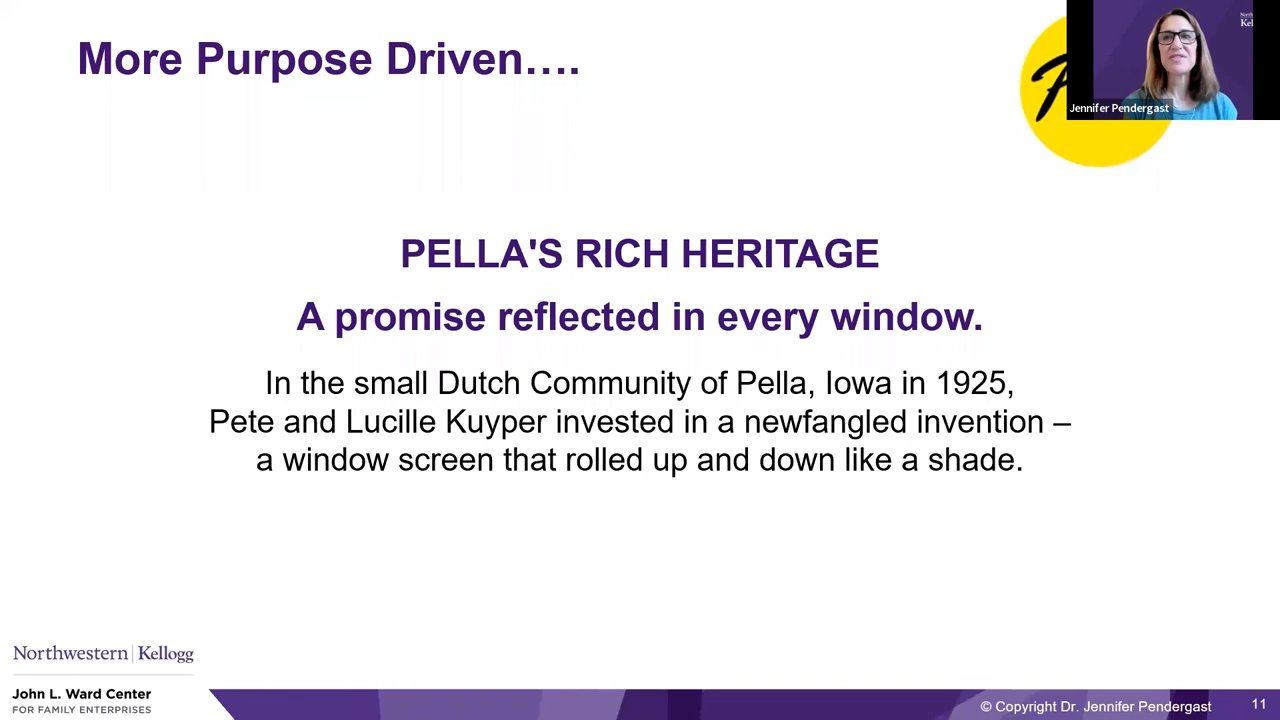 More Purpose Driven….
Jennifer Pendergast
PELLA'S RICH HERITAGE
A promise reflected in every window.
In the small Dutch Community of Pella, Iowa in 1925,
Pete and Lucille Kuyper invested in a newfangled invention –
a window screen that rolled up and down like a shade.
Northwestern | Kellogg
John L. Ward Center
FOR FAMILY ENTERPRISES
© Copyright Dr. Jennifer Pendergast
11